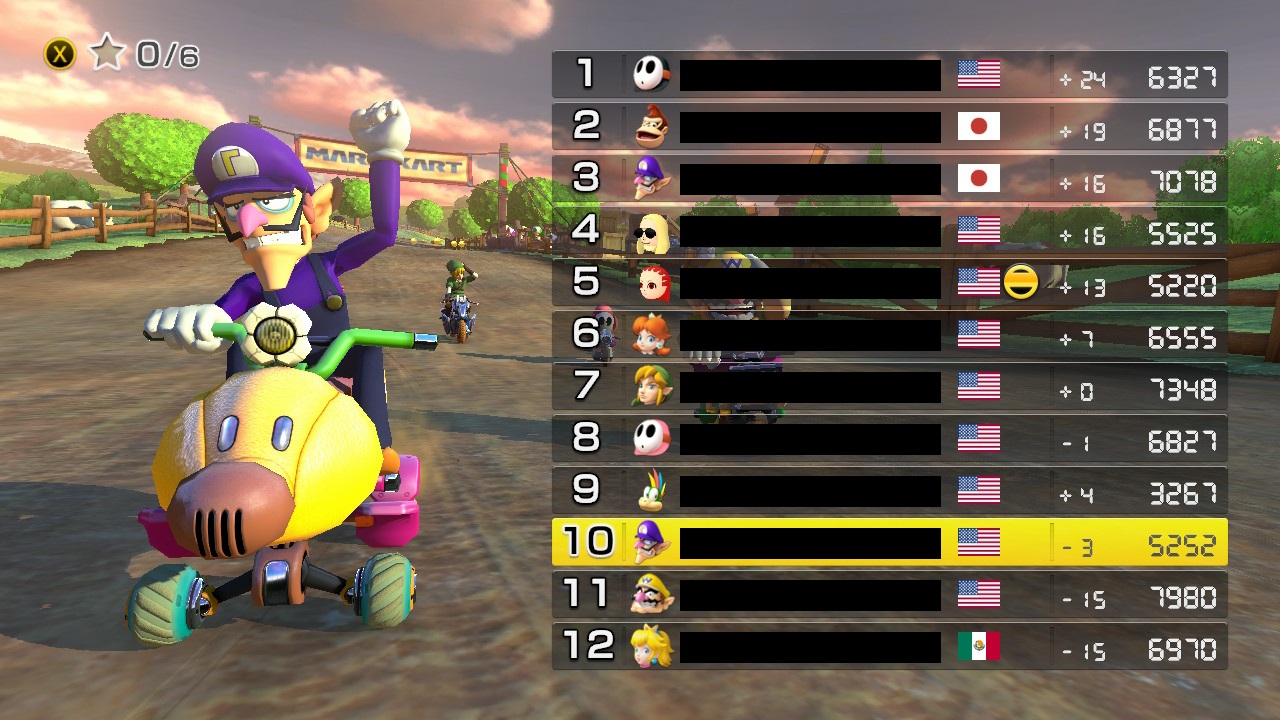 X 0/6
MARIO KART
1 + 24 6327
2 + 19 6877
3 + 16 7078
4 + 16 5525
5 + 13 5220
6 + 7 6555
7 + 0 7348
8 - 1 6827
9 + 4 3267
10 - 3 5252
11 - 15 7980
12 - 15 6970